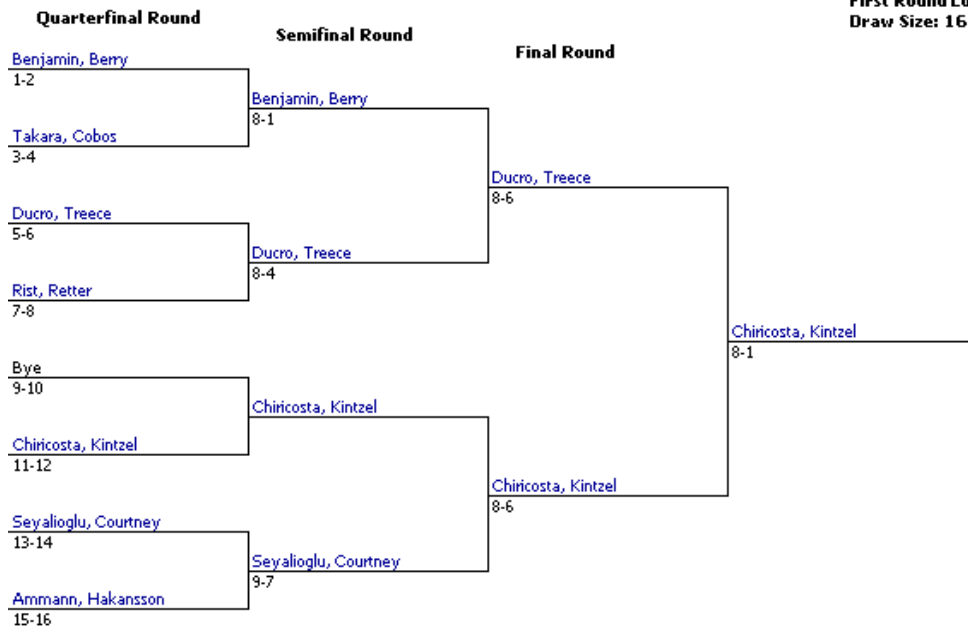 First Round Lo
Draw Size: 16
Quarterfinal Round
Semifinal Round
Final Round
Benjamin, Berry
1-2
Benjamin, Berry
8-1
Takara, Cobos
3-4
Ducro, Treece
8-6
Ducro, Treece
5-6
Ducro, Treece
8-4
Rist, Retter
7-8
Chiricosta, Kintzel
8-1
Bye
9-10
Chiricosta, Kintzel
Chiricosta, Kintzel
11-12
Chiricosta, Kintzel
8-6
Seyalioglu, Courtney
13-14
Seyalioglu, Courtney
9-7
Ammann, Hakansson
15-16